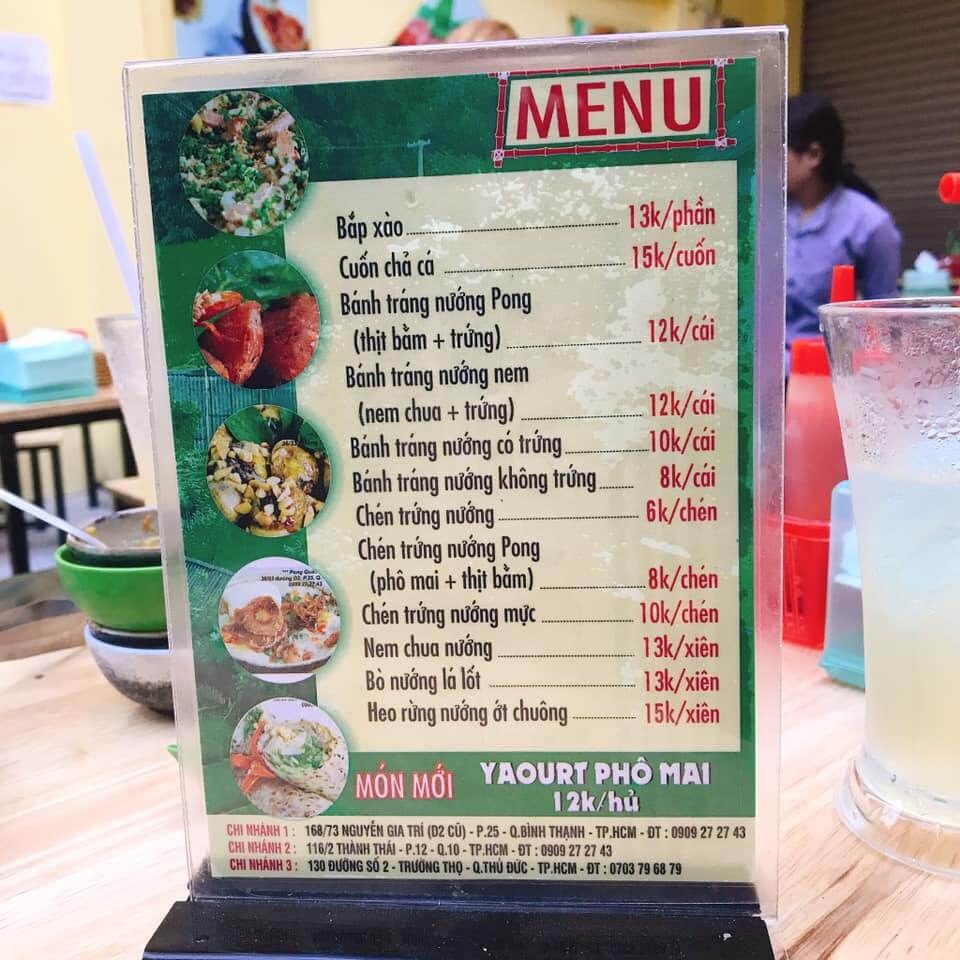 MENU
Bắp xào 13k/phần
Cuốn chả cá 15k/cuốn
Bánh tráng nướng Pong
(thịt bằm + trứng) 12k/cái
Bánh tráng nướng nem
(nem chua + trứng) 12k/cái
Bánh tráng nướng có trứng 10k/cái
Bánh tráng nướng không trứng 8k/cái
Chén trứng nướng 6k/chén
Chén trứng nướng Pong
(phô mai + thịt bằm) 8k/chén
Chén trứng nướng mực 10k/chén
Nem chua nướng 13k/xiên
Bò nướng lá lốt 13k/xiên
Heo rừng nướng ớt chuông 15k/xiên
MÓN MỚI YAOURT PHÔ MAI
12k/hủ
CHI NHÁNH 1 : 168/73 NGUYỄN GIA TRÍ (D2 CŨ) - P.25 - Q.BÌNH THẠNH - TP.HCM - ĐT : 0909 27 27 43
CHI NHÁNH 2 : 116/2 THÀNH THÁI - P.12 - Q.10 - TP.HCM - ĐT : 0909 27 27 43
CHI NHÁNH 3 : 130 ĐƯỜNG SỐ 2 - TRƯỜNG THỌ - Q.THỦ ĐỨC - TP.HCM - ĐT : 0703 79 68 79